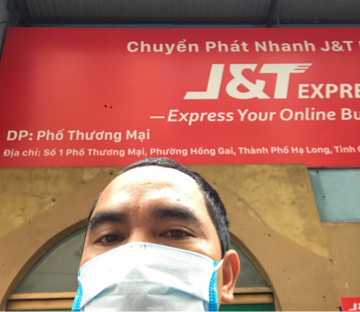 Chuyển Phát Nhanh J&T
J&T EXPRE
—Express Your Online Bu
DP: Phố Thương Mại
Địa chỉ: Số 1 Phố Thương Mại, Phường Hồng Gai, Thành Phố Hạ Long, Tỉnh